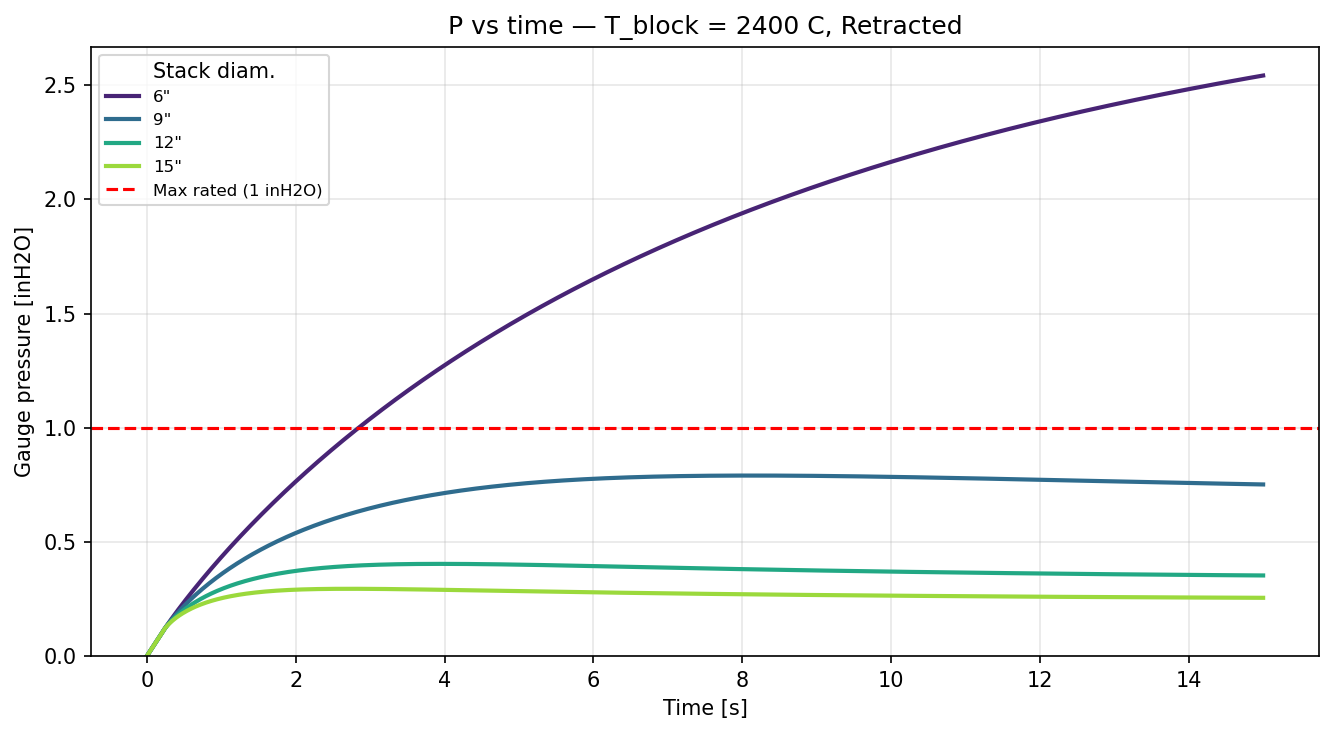 P vs time — T_block = 2400 C, Retracted
Stack diam.
6"
9"
12"
15"
Max rated (1 inH2O)
Gauge pressure [inH2O]
2.5
2.0
1.5
1.0
0.5
0.0
0 2 4 6 8 10 12 14
Time [s]